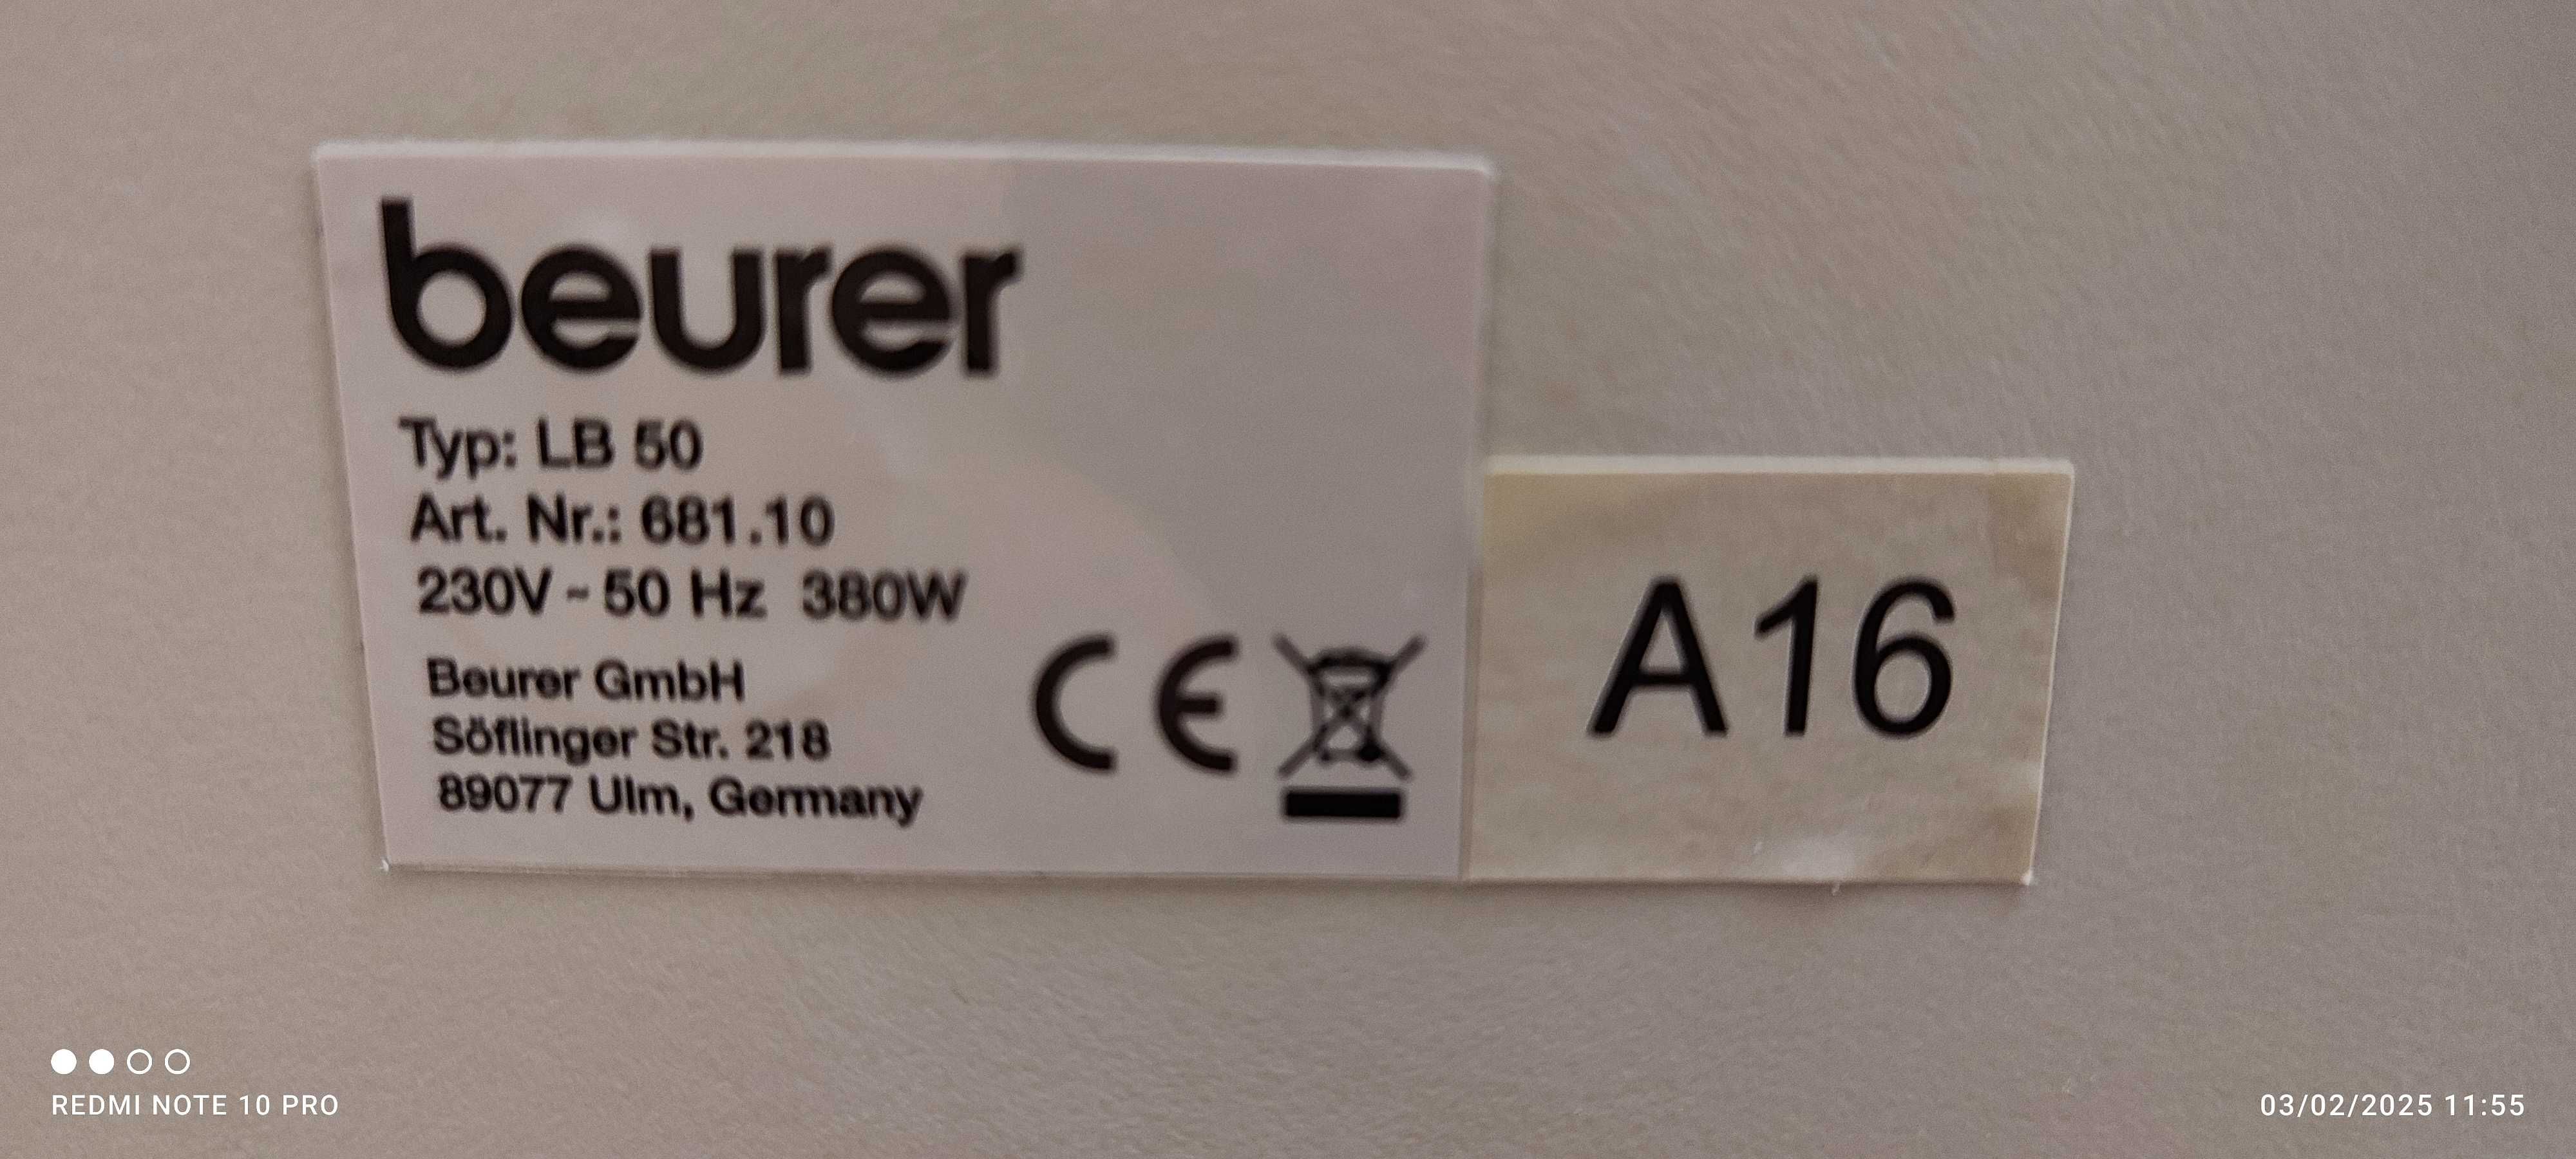 beurer
Typ: LB 50
Art. Nr.: 681.10
230V ~ 50 Hz 380W
Beurer GmbH
Söflinger Str. 218
89077 Ulm, Germany
CE
A16
REDMI NOTE 10 PRO
03/02/2025 11:55